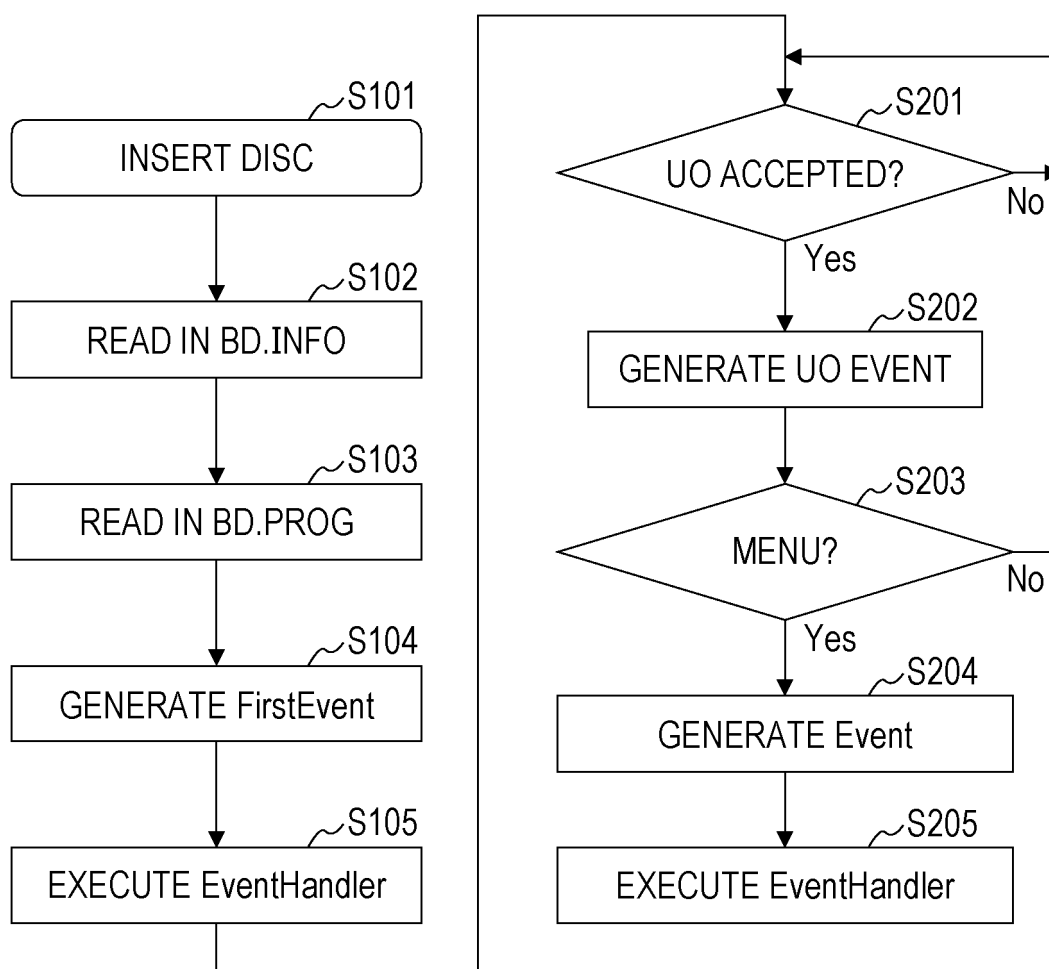 S101
INSERT DISC
S102
READ IN BD.INFO
S103
READ IN BD.PROG
S104
GENERATE FirstEvent
S105
EXECUTE EventHandler
S201
UO ACCEPTED?
No
Yes
S202
GENERATE UO EVENT
S203
MENU?
No
Yes
S204
GENERATE Event
S205
EXECUTE EventHandler